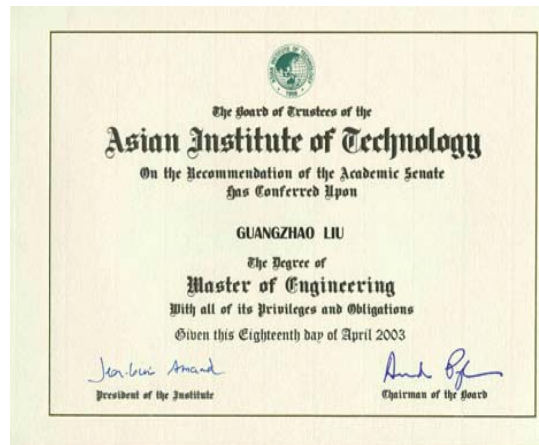 The Board of Trustees of the
Asian Institute of Technology
On the Recommendation of the Academic Senate
Has Conferred Upon
GUANGZHAO LIU
The Degree of
Master of Engineering
With all of its Privileges and Obligations
Given this Eighteenth day of April 2003
President of the Institute
Chairman of the Board